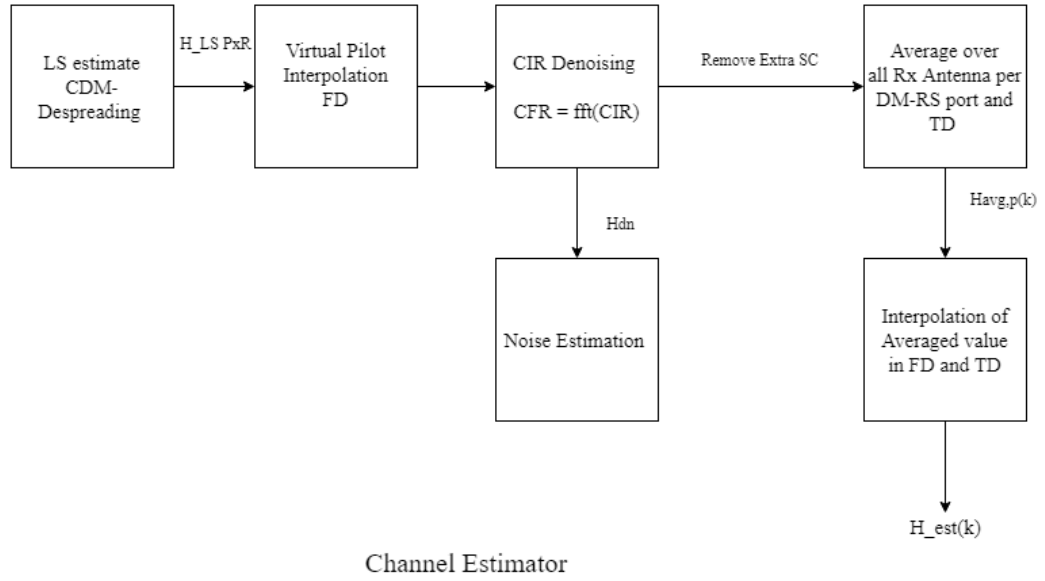 LS estimate
CDM-
Despreading
H_LS PxR
Virtual Pilot
Interpolation
FD
CIR Denoising
CFR = fft(CIR)
Remove Extra SC
Average over
all Rx Antenna per
DM-RS port and
TD
Hdn
Havg,p(k)
Noise Estimation
Interpolation of
Averaged value
in FD and TD
H_est(k)
Channel Estimator